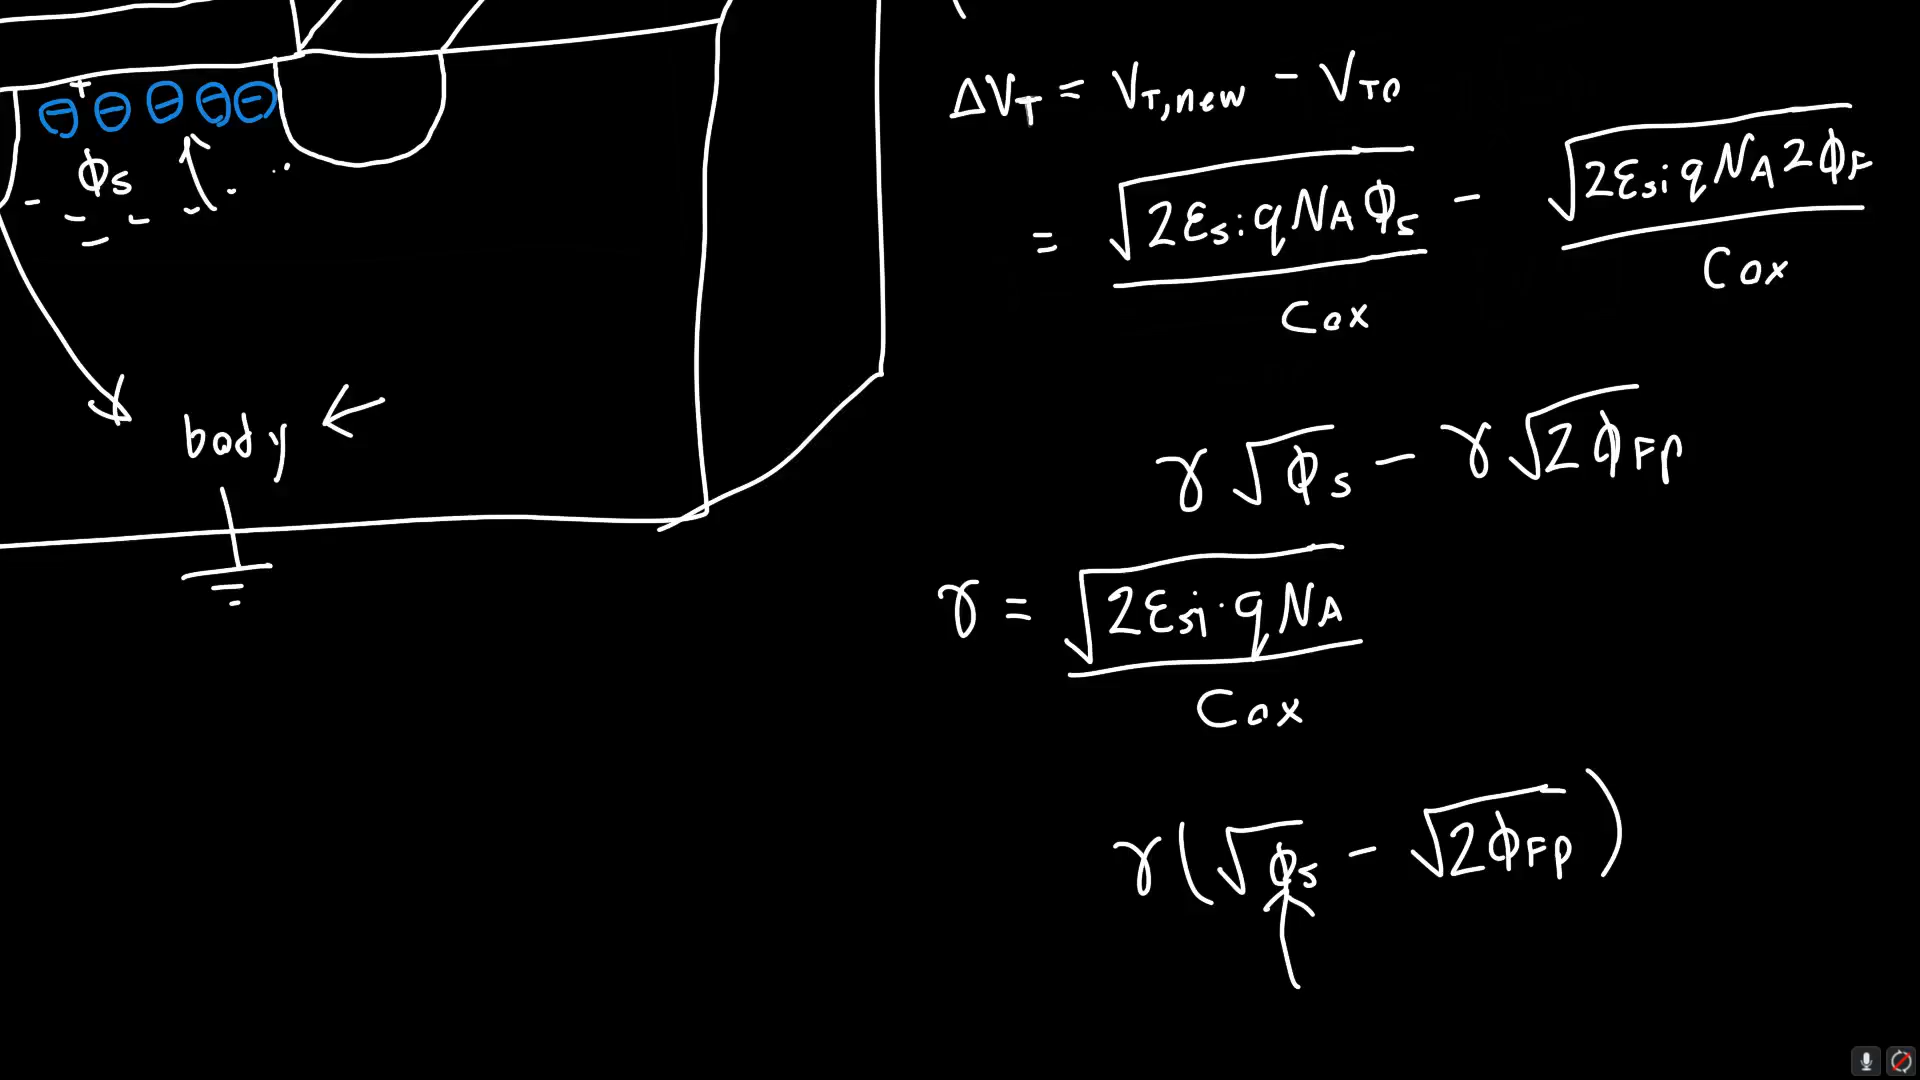 +
⊖ ⊖ ⊖ ⊖ ⊖
ϕs
body
ΔV_T = V_T,new - V_T0
= √(2ε_si q N_A ϕ_s) / Cox - √(2ε_si q N_A 2ϕ_F) / Cox
γ√ϕ_s - γ√2ϕ_Fp
γ = √(2ε_si · q N_A) / Cox
γ(√ϕ_s - √2ϕ_Fp)